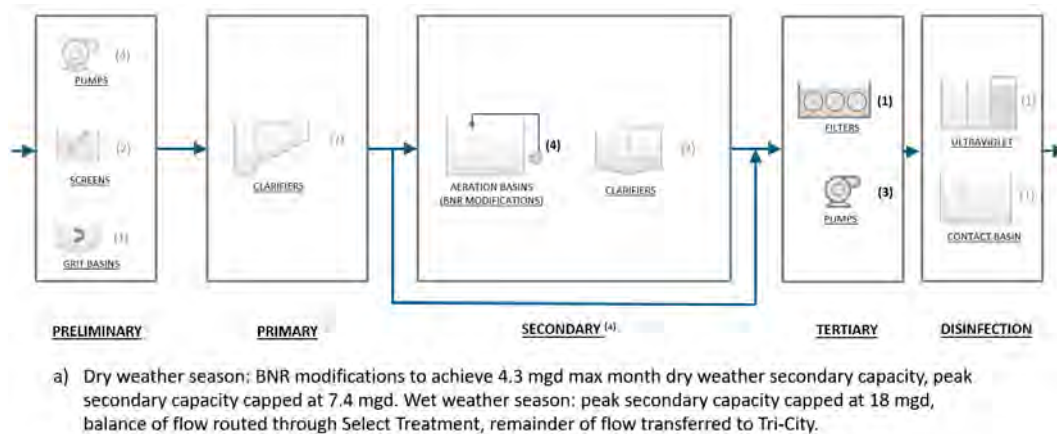 PUMPS
SCREENS
(2)
GRIT BASINS
CLARIFIERS
(4)
AERATION BASINS
(BNR MODIFICATIONS)
CLARIFIERS
(1)
FILTERS
(3)
PUMPS
(1)
ULTRAVIOLET
(1)
CONTACT BASIN
PRELIMINARY
PRIMARY
SECONDARY (a)
TERTIARY
DISINFECTION
a) Dry weather season: BNR modifications to achieve 4.3 mgd max month dry weather secondary capacity, peak
secondary capacity capped at 7.4 mgd. Wet weather season: peak secondary capacity capped at 18 mgd,
balance of flow routed through Select Treatment, remainder of flow transferred to Tri-City.